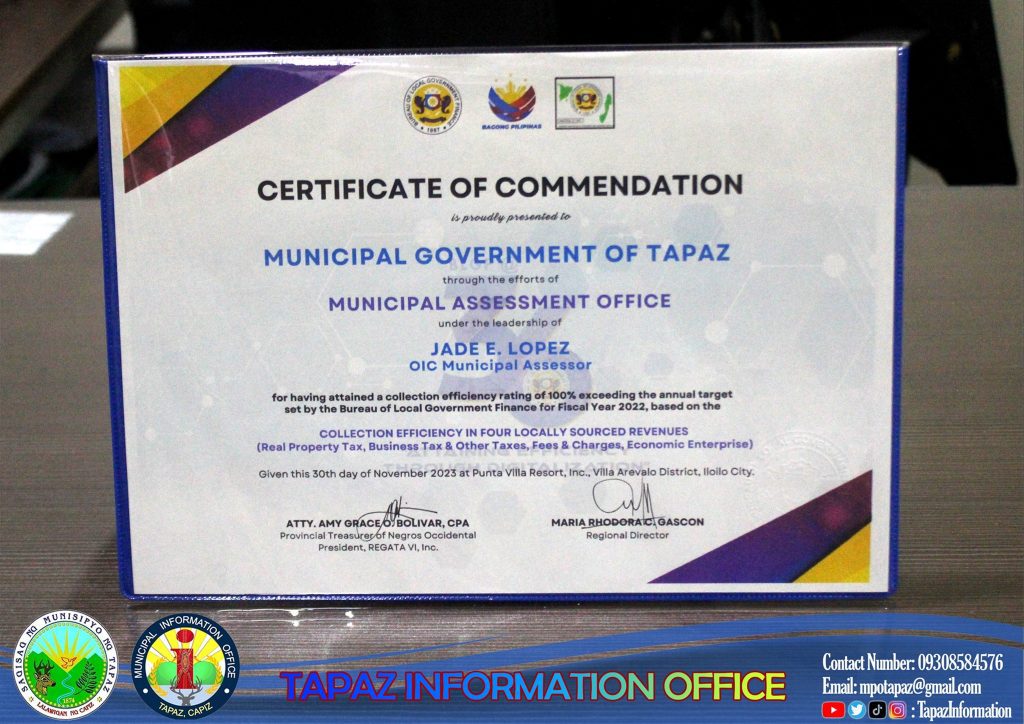 BUREAU OF LOCAL GOVERNMENT FINANCE
1987
BAGONG PILIPINAS
CERTIFICATE OF COMMENDATION
is proudly presented to
MUNICIPAL GOVERNMENT OF TAPAZ
through the efforts of
MUNICIPAL ASSESSMENT OFFICE
under the leadership of
JADE E. LOPEZ
OIC Municipal Assessor
for having attained a collection efficiency rating of 100% exceeding the annual target
set by the Bureau of Local Government Finance for Fiscal Year 2022, based on the
COLLECTION EFFICIENCY IN FOUR LOCALLY SOURCED REVENUES
(Real Property Tax, Business Tax & Other Taxes, Fees & Charges, Economic Enterprise)
Given this 30th day of November 2023 at Punta Villa Resort, Inc., Villa Arevalo District, Iloilo City.
ATTY. AMY GRACE O. BOLIVAR, CPA
Provincial Treasurer of Negros Occidental
President, REGATA VI, Inc.
MARIA RHODORA C. GASCON
Regional Director
SAGISAG NG MUNISIPYO NG TAPAZ
LALAWIGAN NG CAPIZ
MUNICIPAL INFORMATION OFFICE
i
TAPAZ, CAPIZ
TAPAZ INFORMATION OFFICE
Contact Number: 09308584576
Email: mpotapaz@gmail.com
: TapazInformation